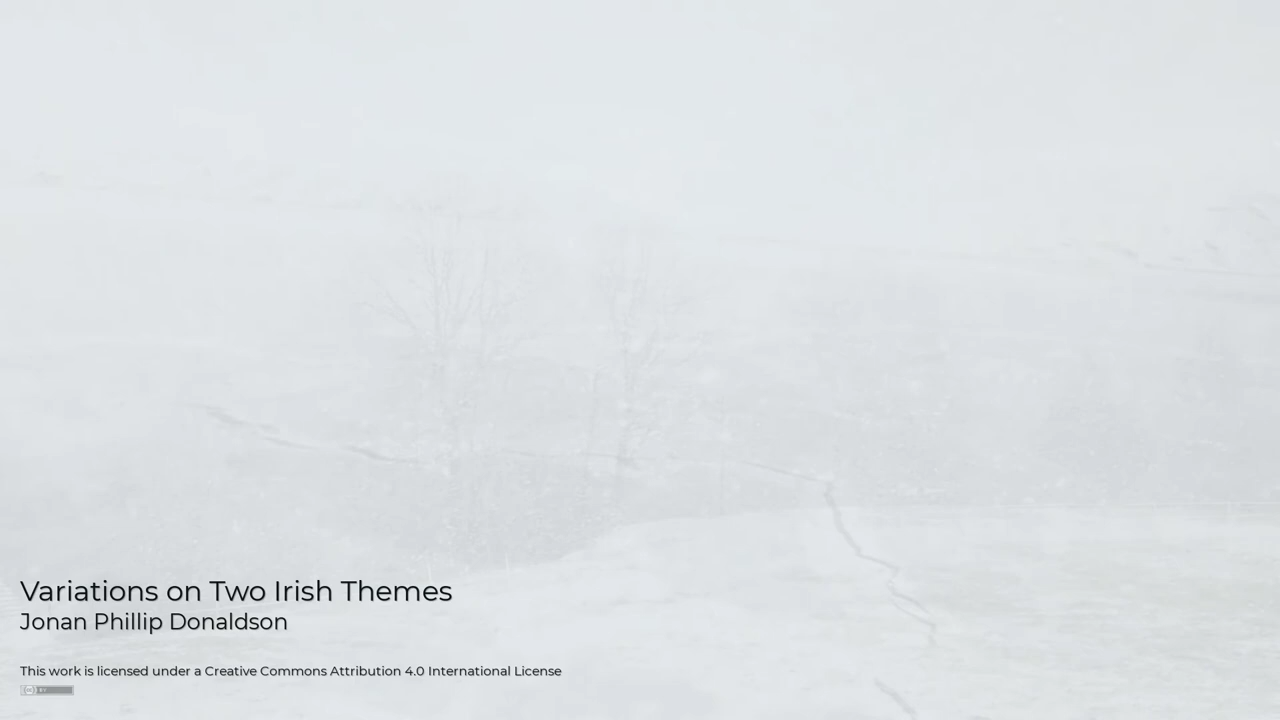 Variations on Two Irish Themes
Jonan Phillip Donaldson
This work is licensed under a Creative Commons Attribution 4.0 International License
BY